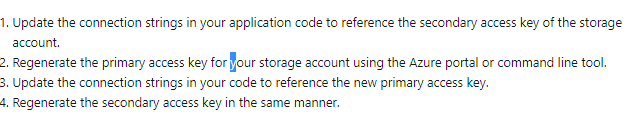 1. Update the connection strings in your application code to reference the secondary access key of the storage
account.
2. Regenerate the primary access key for your storage account using the Azure portal or command line tool.
3. Update the connection strings in your code to reference the new primary access key.
4. Regenerate the secondary access key in the same manner.